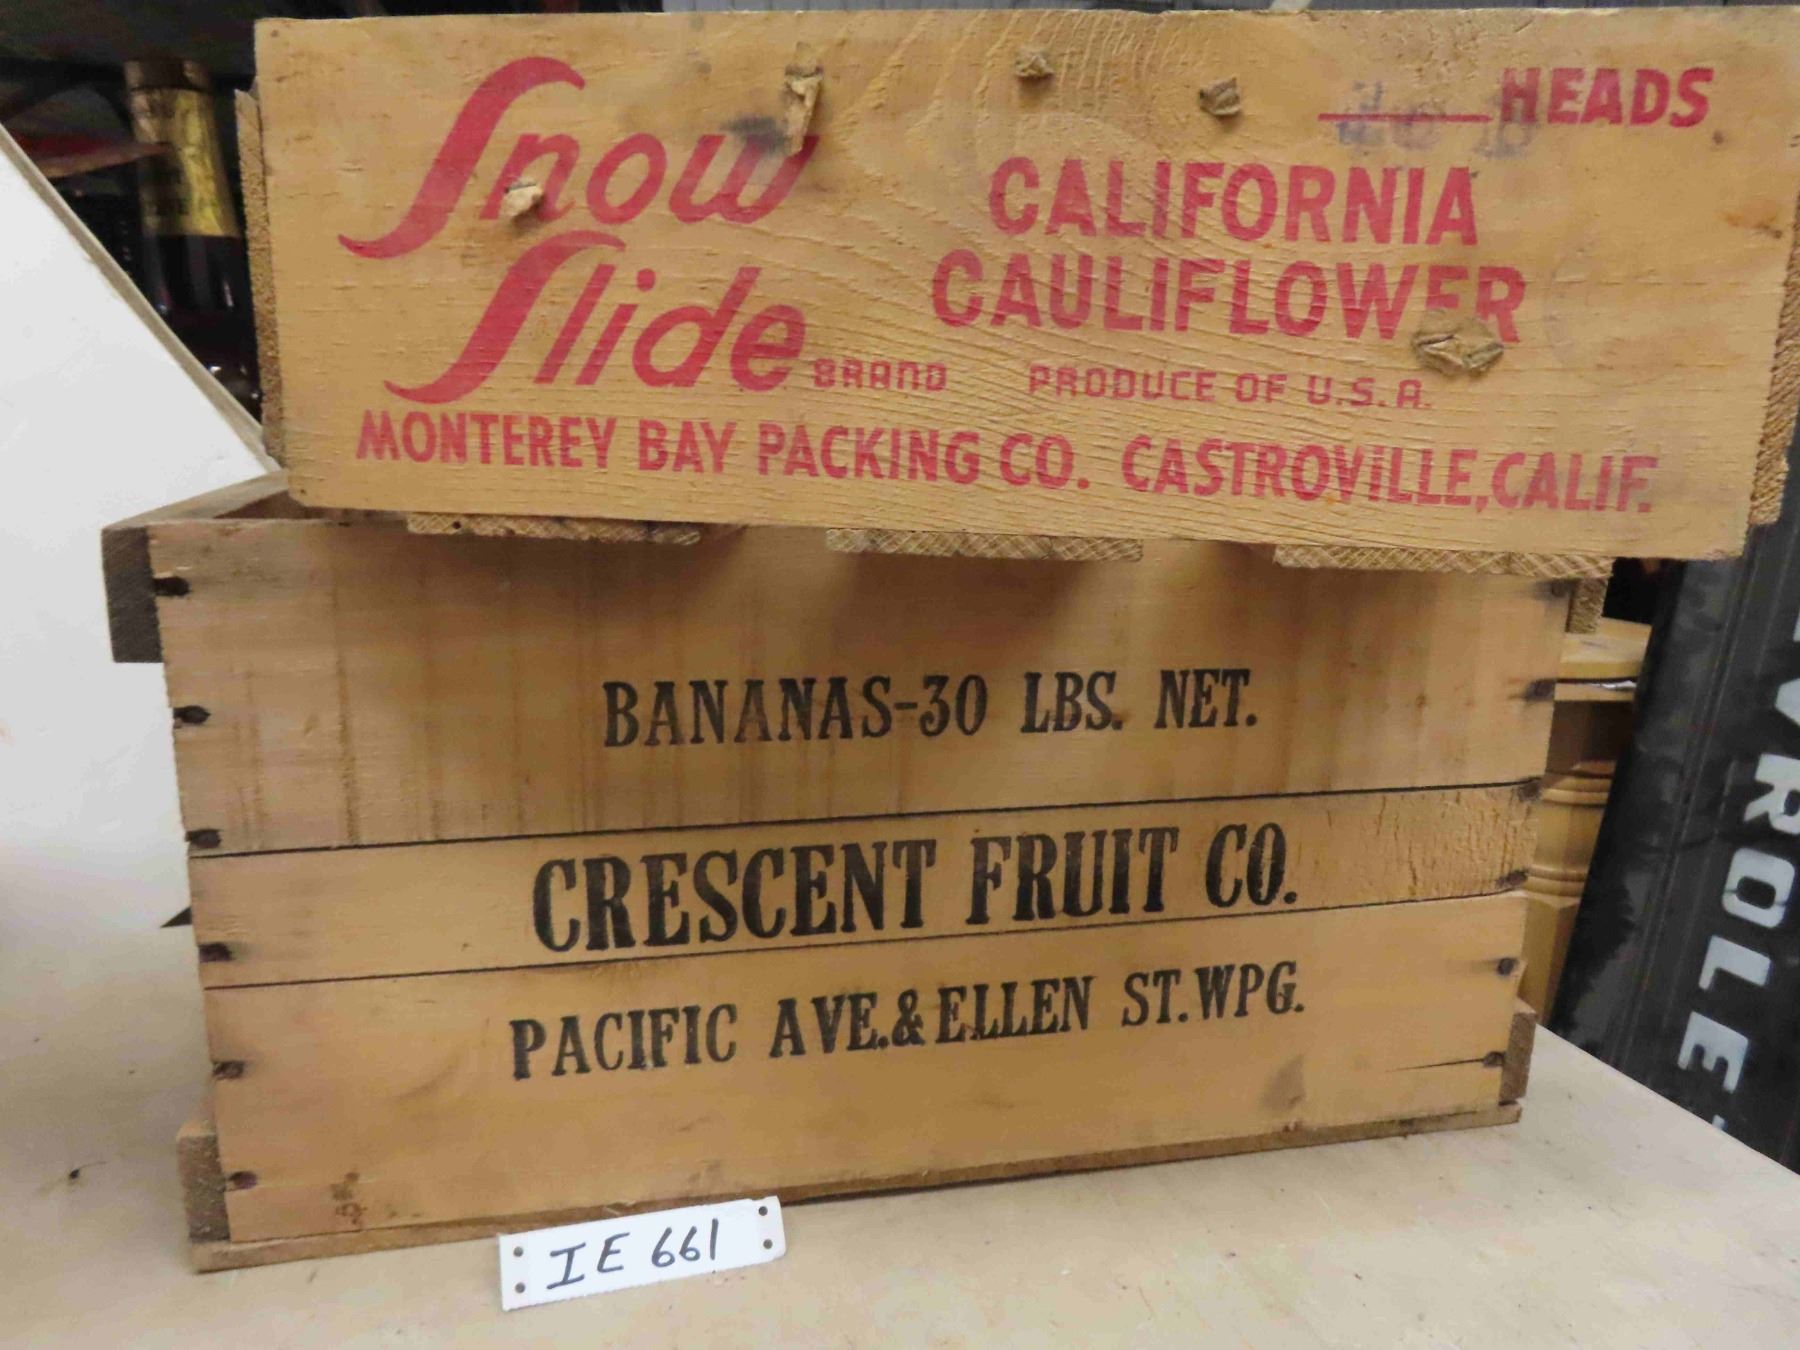 HEADS
Snow
Slide BRAND
CALIFORNIA
CAULIFLOWER
PRODUCE OF U.S.A.
MONTEREY BAY PACKING CO. CASTROVILLE, CALIF.
BANANAS-30 LBS. NET.
CRESCENT FRUIT CO.
PACIFIC AVE.& ELLEN ST. WPG.
IE 661
VROLET